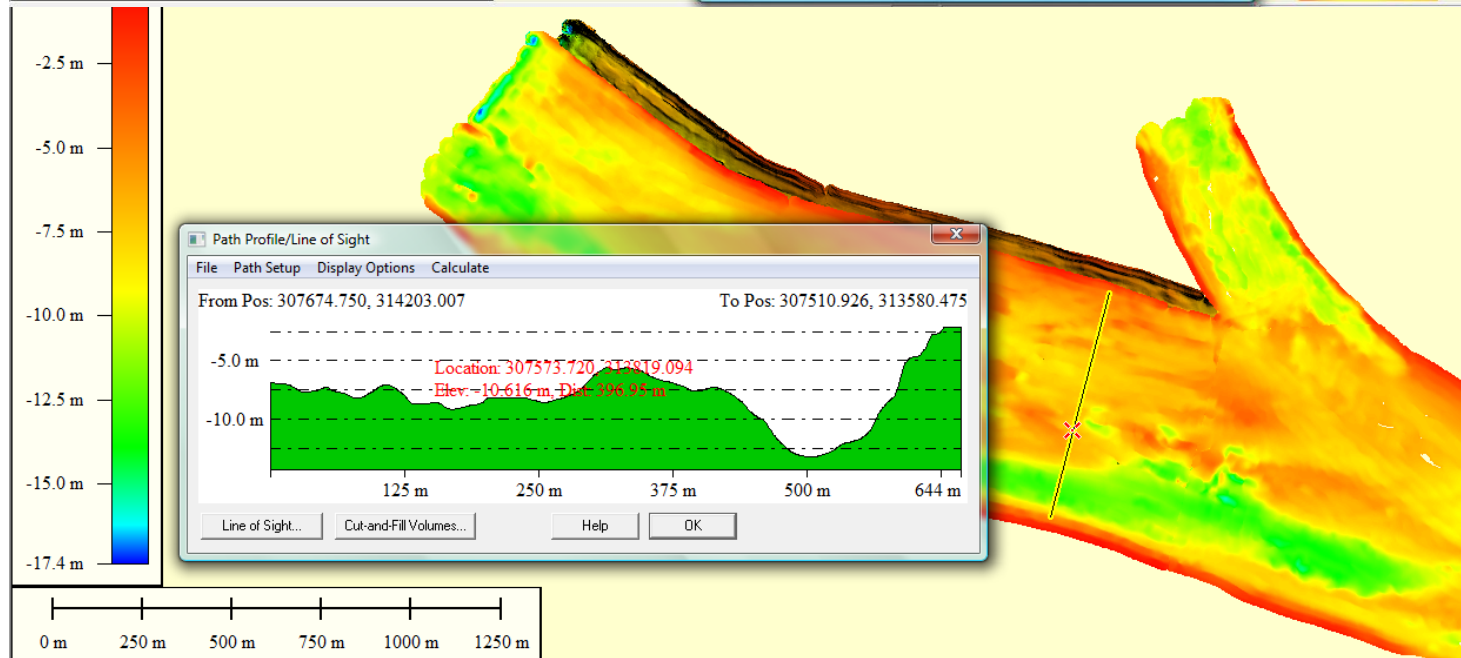 -2.5 m
-5.0 m
-7.5 m
-10.0 m
-12.5 m
-15.0 m
-17.4 m
Path Profile/Line of Sight
File Path Setup Display Options Calculate
From Pos: 307674.750, 314203.007 To Pos: 307510.926, 313580.475
-5.0 m
Location: 307573.720, 313819.094
Elev: -10.616 m, Dist: 396.95 m
-10.0 m
125 m 250 m 375 m 500 m 644 m
Line of Sight... Cut-and-Fill Volumes... Help OK
0 m 250 m 500 m 750 m 1000 m 1250 m